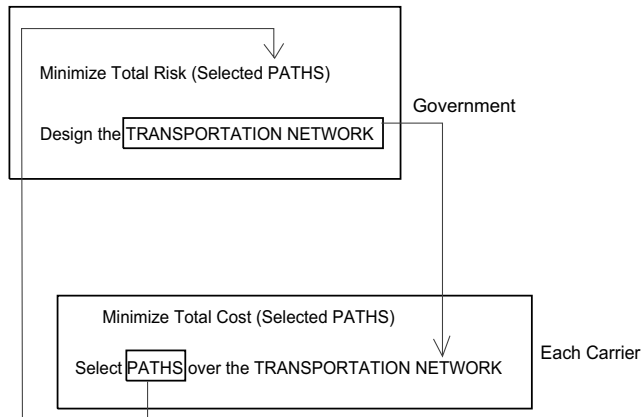 Minimize Total Risk (Selected PATHS)
Government
Design the TRANSPORTATION NETWORK
Minimize Total Cost (Selected PATHS)
Each Carrier
Select PATHS over the TRANSPORTATION NETWORK